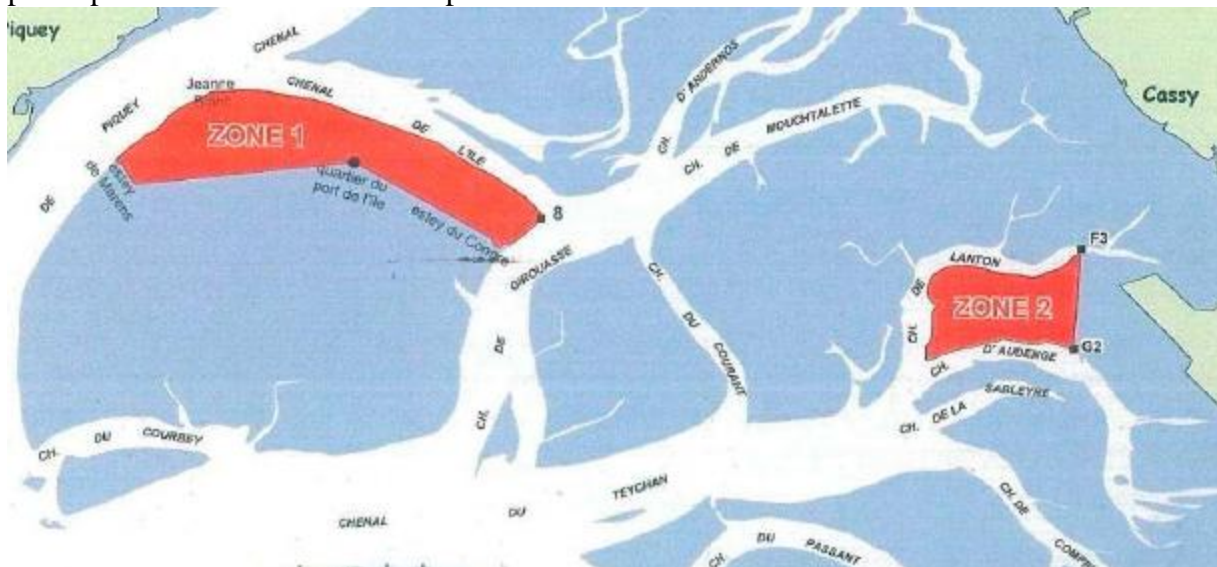 Piquey
CHENAL
Jeanne
CHENAL
DE
L'ILE
ZONE 1
PIQUEY
DE
estey
de Marens
quartier du
port de l'île
estey du Congre
8
CH. D'ANDERNOS
CH. DE MOUCHTALETTE
Cassy
CH. DE GIROUASSE
CH. DU COURANT
F3
CH. DE LANTON
ZONE 2
G2
CH. D'AUDENGE
CH. DE LA SABLEYRE
CH. DU COURBEY
CHENAL DU TEYCHAN
CH. DU PASSANT
CH. DE COMPR